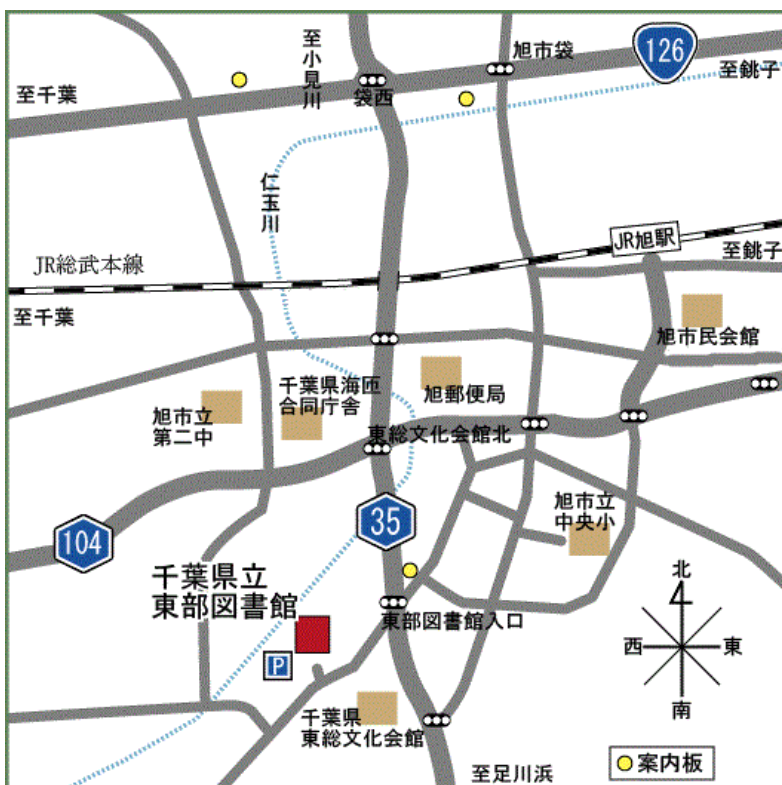 126
旭市袋
至小見川
至銚子
至千葉
袋西
仁玉川
JR旭駅
JR総武本線
至銚子
至千葉
旭市民会館
千葉県海匝
合同庁舎
旭郵便局
旭市立
第二中
東総文化会館北
35
旭市立
中央小
104
千葉県立
東部図書館
北
東部図書館入口
西
東
P
南
千葉県
東総文化会館
至足川浜
案内板